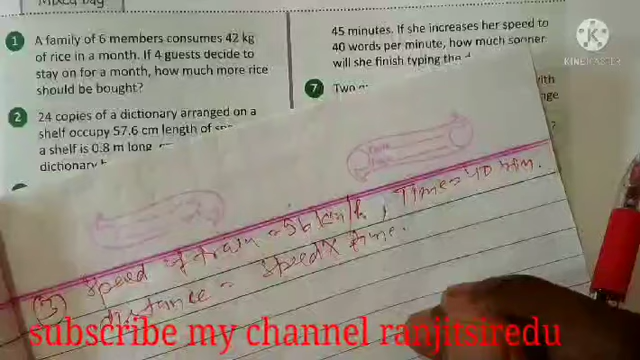 Mixed Bag
1 A family of 6 members consumes 42 kg
of rice in a month. If 4 guests decide to
stay on for a month, how much more rice
should be bought?
2 24 copies of a dictionary arranged on a
shelf occupy 57.6 cm length of
a shelf is 0.8 m long
dictionary
45 minutes. If she increases her speed to
40 words per minute, how much sooner
will she finish typing the
7 Two
with
KINEMASTER
(3) Speed of train = 56 km/h, Time = 40 min.
distance = speed x time.
subscribe my channel ranjitsiredu